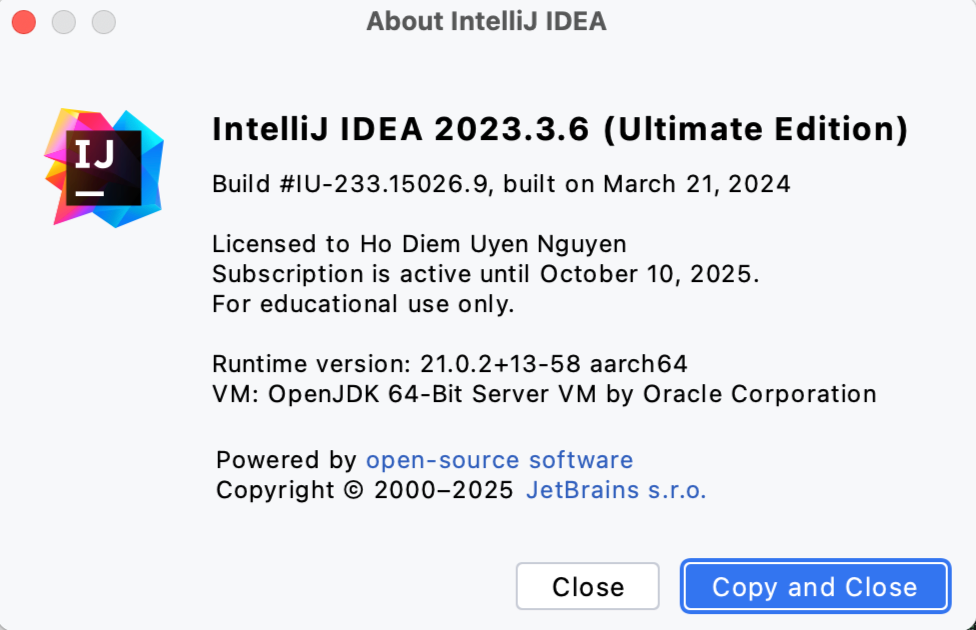 About IntelliJ IDEA
IJ
IntelliJ IDEA 2023.3.6 (Ultimate Edition)
Build #IU-233.15026.9, built on March 21, 2024
Licensed to Ho Diem Uyen Nguyen
Subscription is active until October 10, 2025.
For educational use only.
Runtime version: 21.0.2+13-58 aarch64
VM: OpenJDK 64-Bit Server VM by Oracle Corporation
Powered by open-source software
Copyright © 2000–2025 JetBrains s.r.o.
Close
Copy and Close